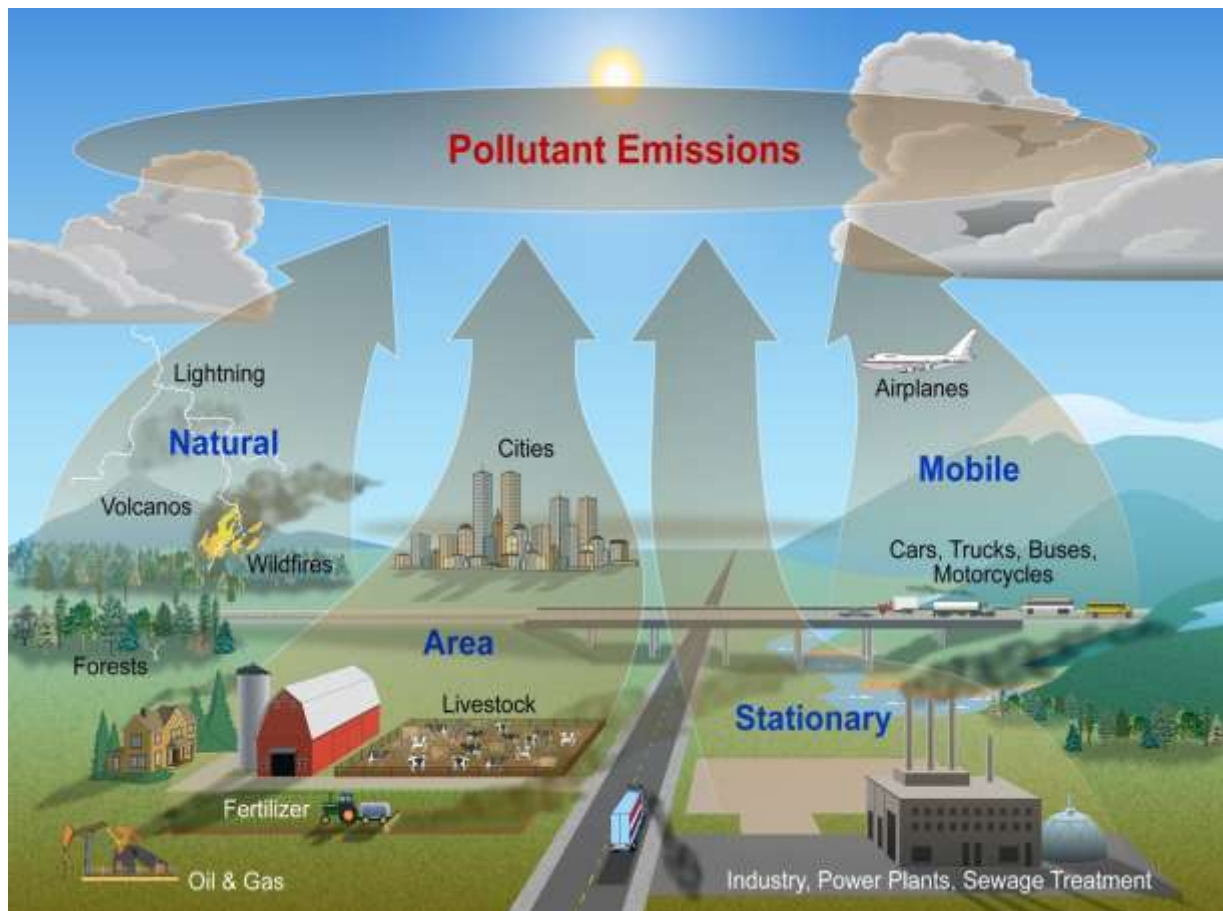 Pollutant Emissions
Lightning
Natural
Volcanos
Wildfires
Forests
Cities
Area
Livestock
Fertilizer
Oil & Gas
Airplanes
Mobile
Cars, Trucks, Buses,
Motorcycles
Stationary
Industry, Power Plants, Sewage Treatment